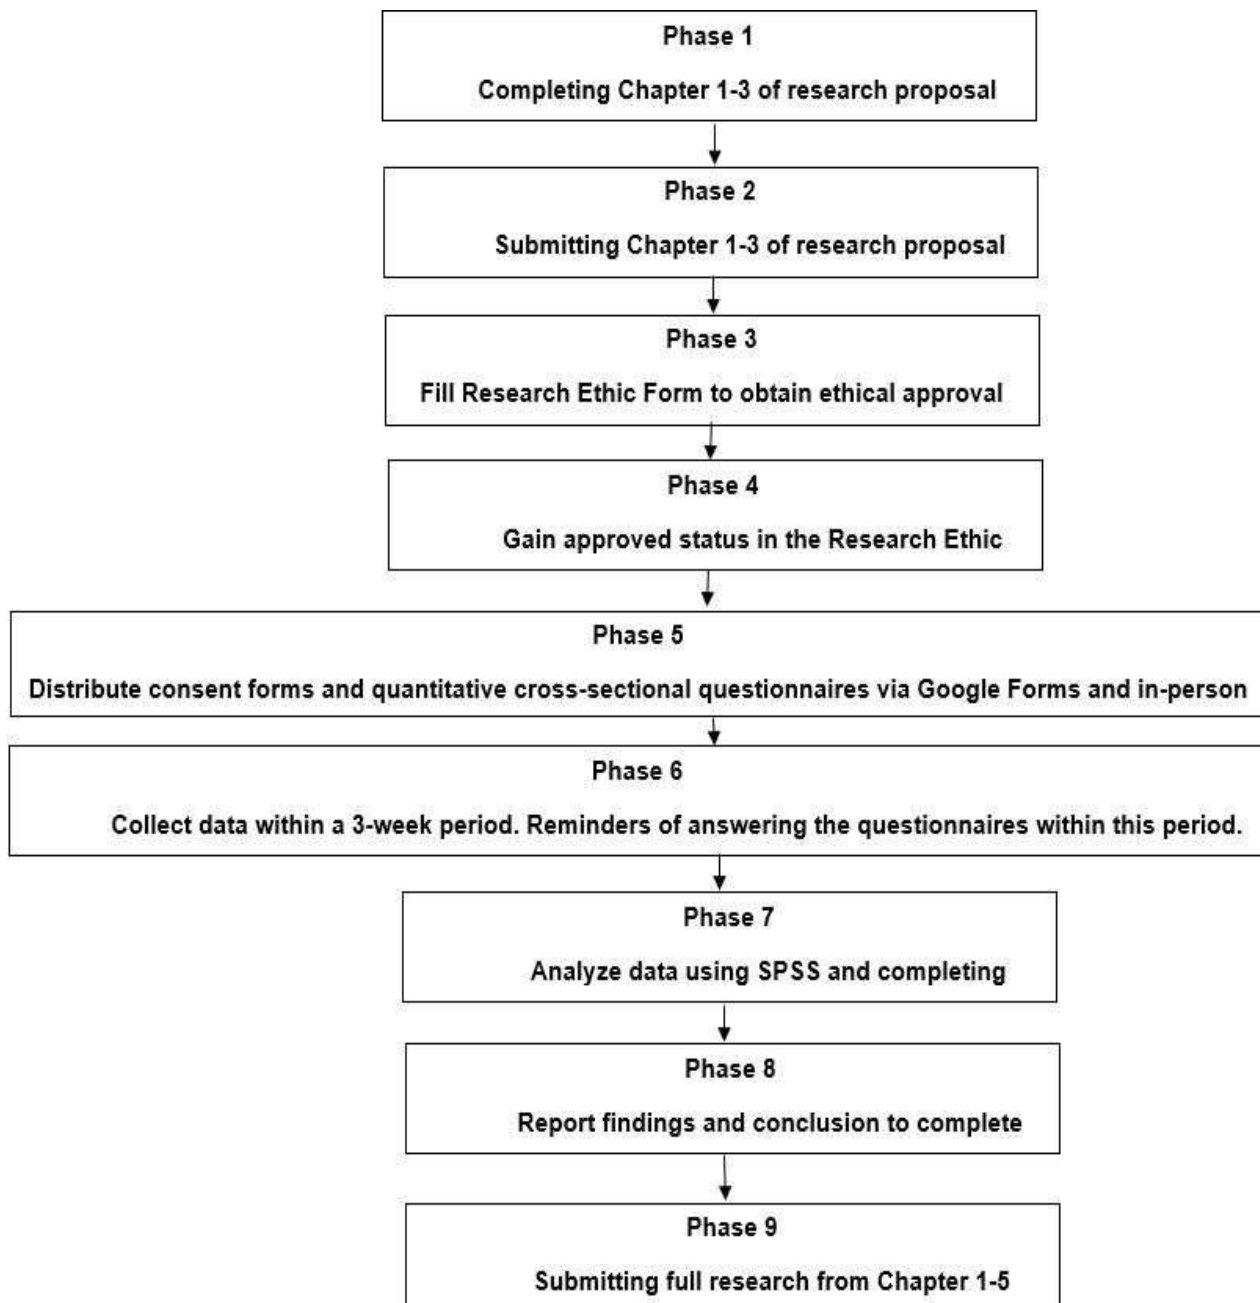 Phase 1
Completing Chapter 1-3 of research proposal
Phase 2
Submitting Chapter 1-3 of research proposal
Phase 3
Fill Research Ethic Form to obtain ethical approval
Phase 4
Gain approved status in the Research Ethic
Phase 5
Distribute consent forms and quantitative cross-sectional questionnaires via Google Forms and in-person
Phase 6
Collect data within a 3-week period. Reminders of answering the questionnaires within this period.
Phase 7
Analyze data using SPSS and completing
Phase 8
Report findings and conclusion to complete
Phase 9
Submitting full research from Chapter 1-5